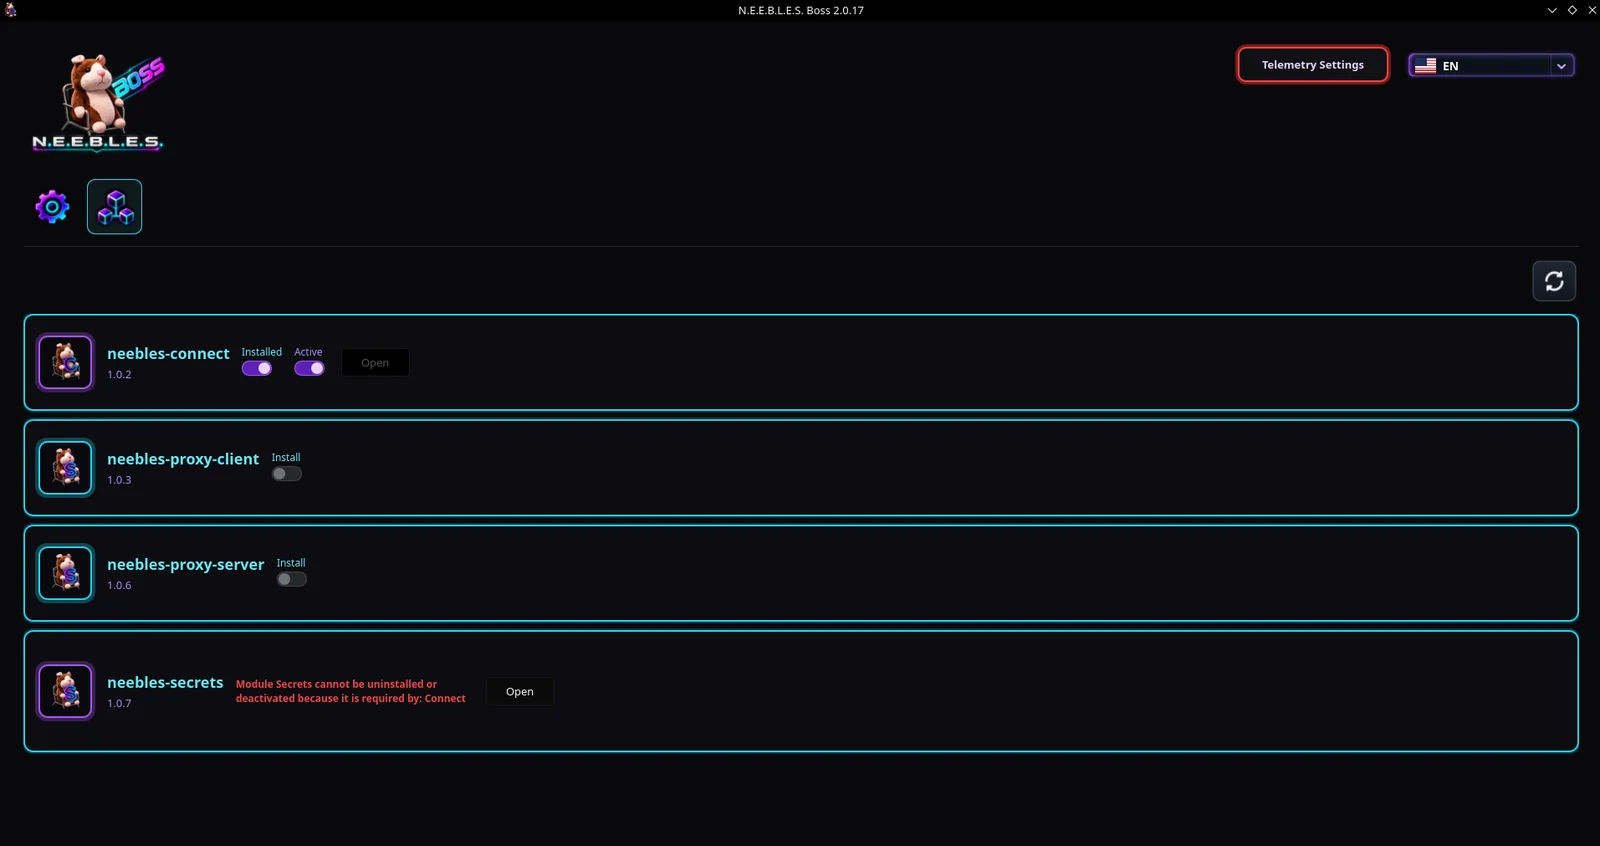 N.E.E.B.L.E.S. Boss 2.0.17
BOSS
N.E.E.B.L.E.S.
Telemetry Settings
EN
neebles-connect
Installed
Active
Open
1.0.2
neebles-proxy-client
Install
1.0.3
neebles-proxy-server
Install
1.0.6
neebles-secrets
1.0.7
Module Secrets cannot be uninstalled or
deactivated because it is required by: Connect
Open